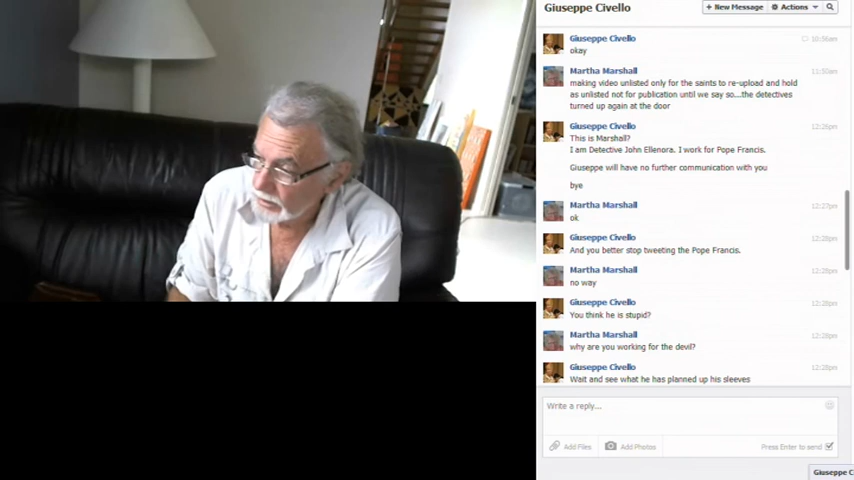 Giuseppe Civello
+ New Message
Actions
Giuseppe Civello
10:56am
okay
Martha Marshall
11:50am
making video unlisted only for the saints to re-upload and hold
as unlisted not for publication until we say so...the detectives
turned up again at the door
Giuseppe Civello
12:26pm
This is Marshall?
I am Detective John Ellenora. I work for Pope Francis.
Giuseppe will have no further communication with you
bye
Martha Marshall
12:27pm
ok
Giuseppe Civello
12:28pm
And you better stop tweeting the Pope Francis.
Martha Marshall
12:28pm
no way
Giuseppe Civello
12:28pm
You think he is stupid?
Martha Marshall
12:28pm
why are you working for the devil?
Giuseppe Civello
12:28pm
Wait and see what he has planned up his sleeves
Write a reply...
Add Files
Add Photos
Press Enter to send
Giuseppe C